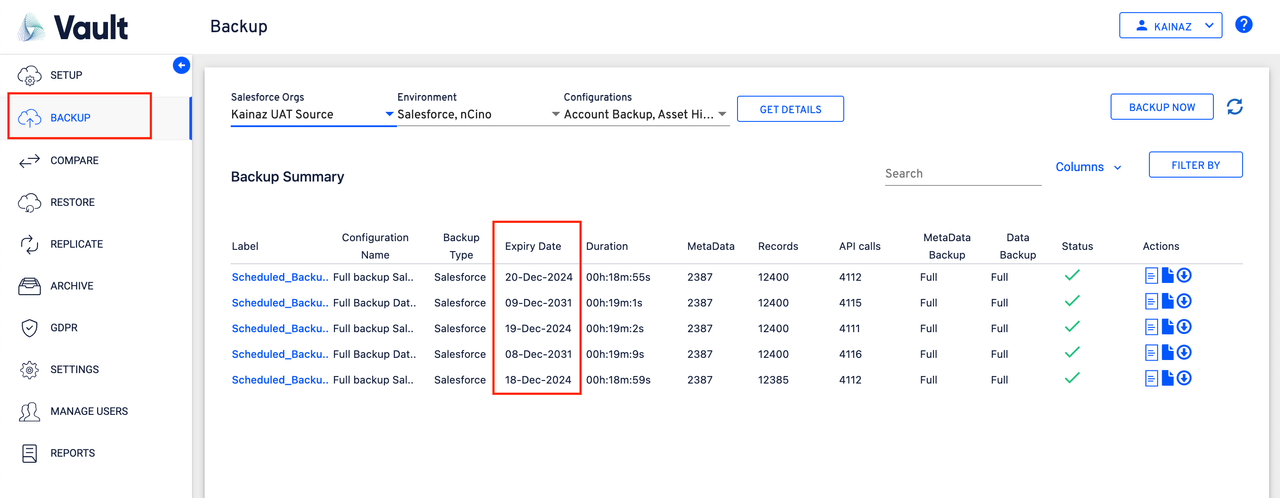 Vault
Backup
KAINAZ
?
SETUP
BACKUP
COMPARE
RESTORE
REPLICATE
ARCHIVE
GDPR
SETTINGS
MANAGE USERS
REPORTS
Salesforce Orgs Environment Configurations
Kainaz UAT Source Salesforce, nCino Account Backup, Asset Hi... GET DETAILS BACKUP NOW
Backup Summary Search Columns FILTER BY
Label Configuration Name Backup Type Expiry Date Duration MetaData Records API calls MetaData Backup Data Backup Status Actions
Scheduled_Backu.. Full backup Sal.. Salesforce 20-Dec-2024 00h:18m:55s 2387 12400 4112 Full Full
Scheduled_Backu.. Full Backup Dat.. Salesforce 09-Dec-2031 00h:19m:1s 2387 12400 4115 Full Full
Scheduled_Backu.. Full backup Sal.. Salesforce 19-Dec-2024 00h:19m:2s 2387 12400 4111 Full Full
Scheduled_Backu.. Full Backup Dat.. Salesforce 08-Dec-2031 00h:19m:9s 2387 12400 4116 Full Full
Scheduled_Backu.. Full backup Sal.. Salesforce 18-Dec-2024 00h:18m:59s 2387 12385 4112 Full Full